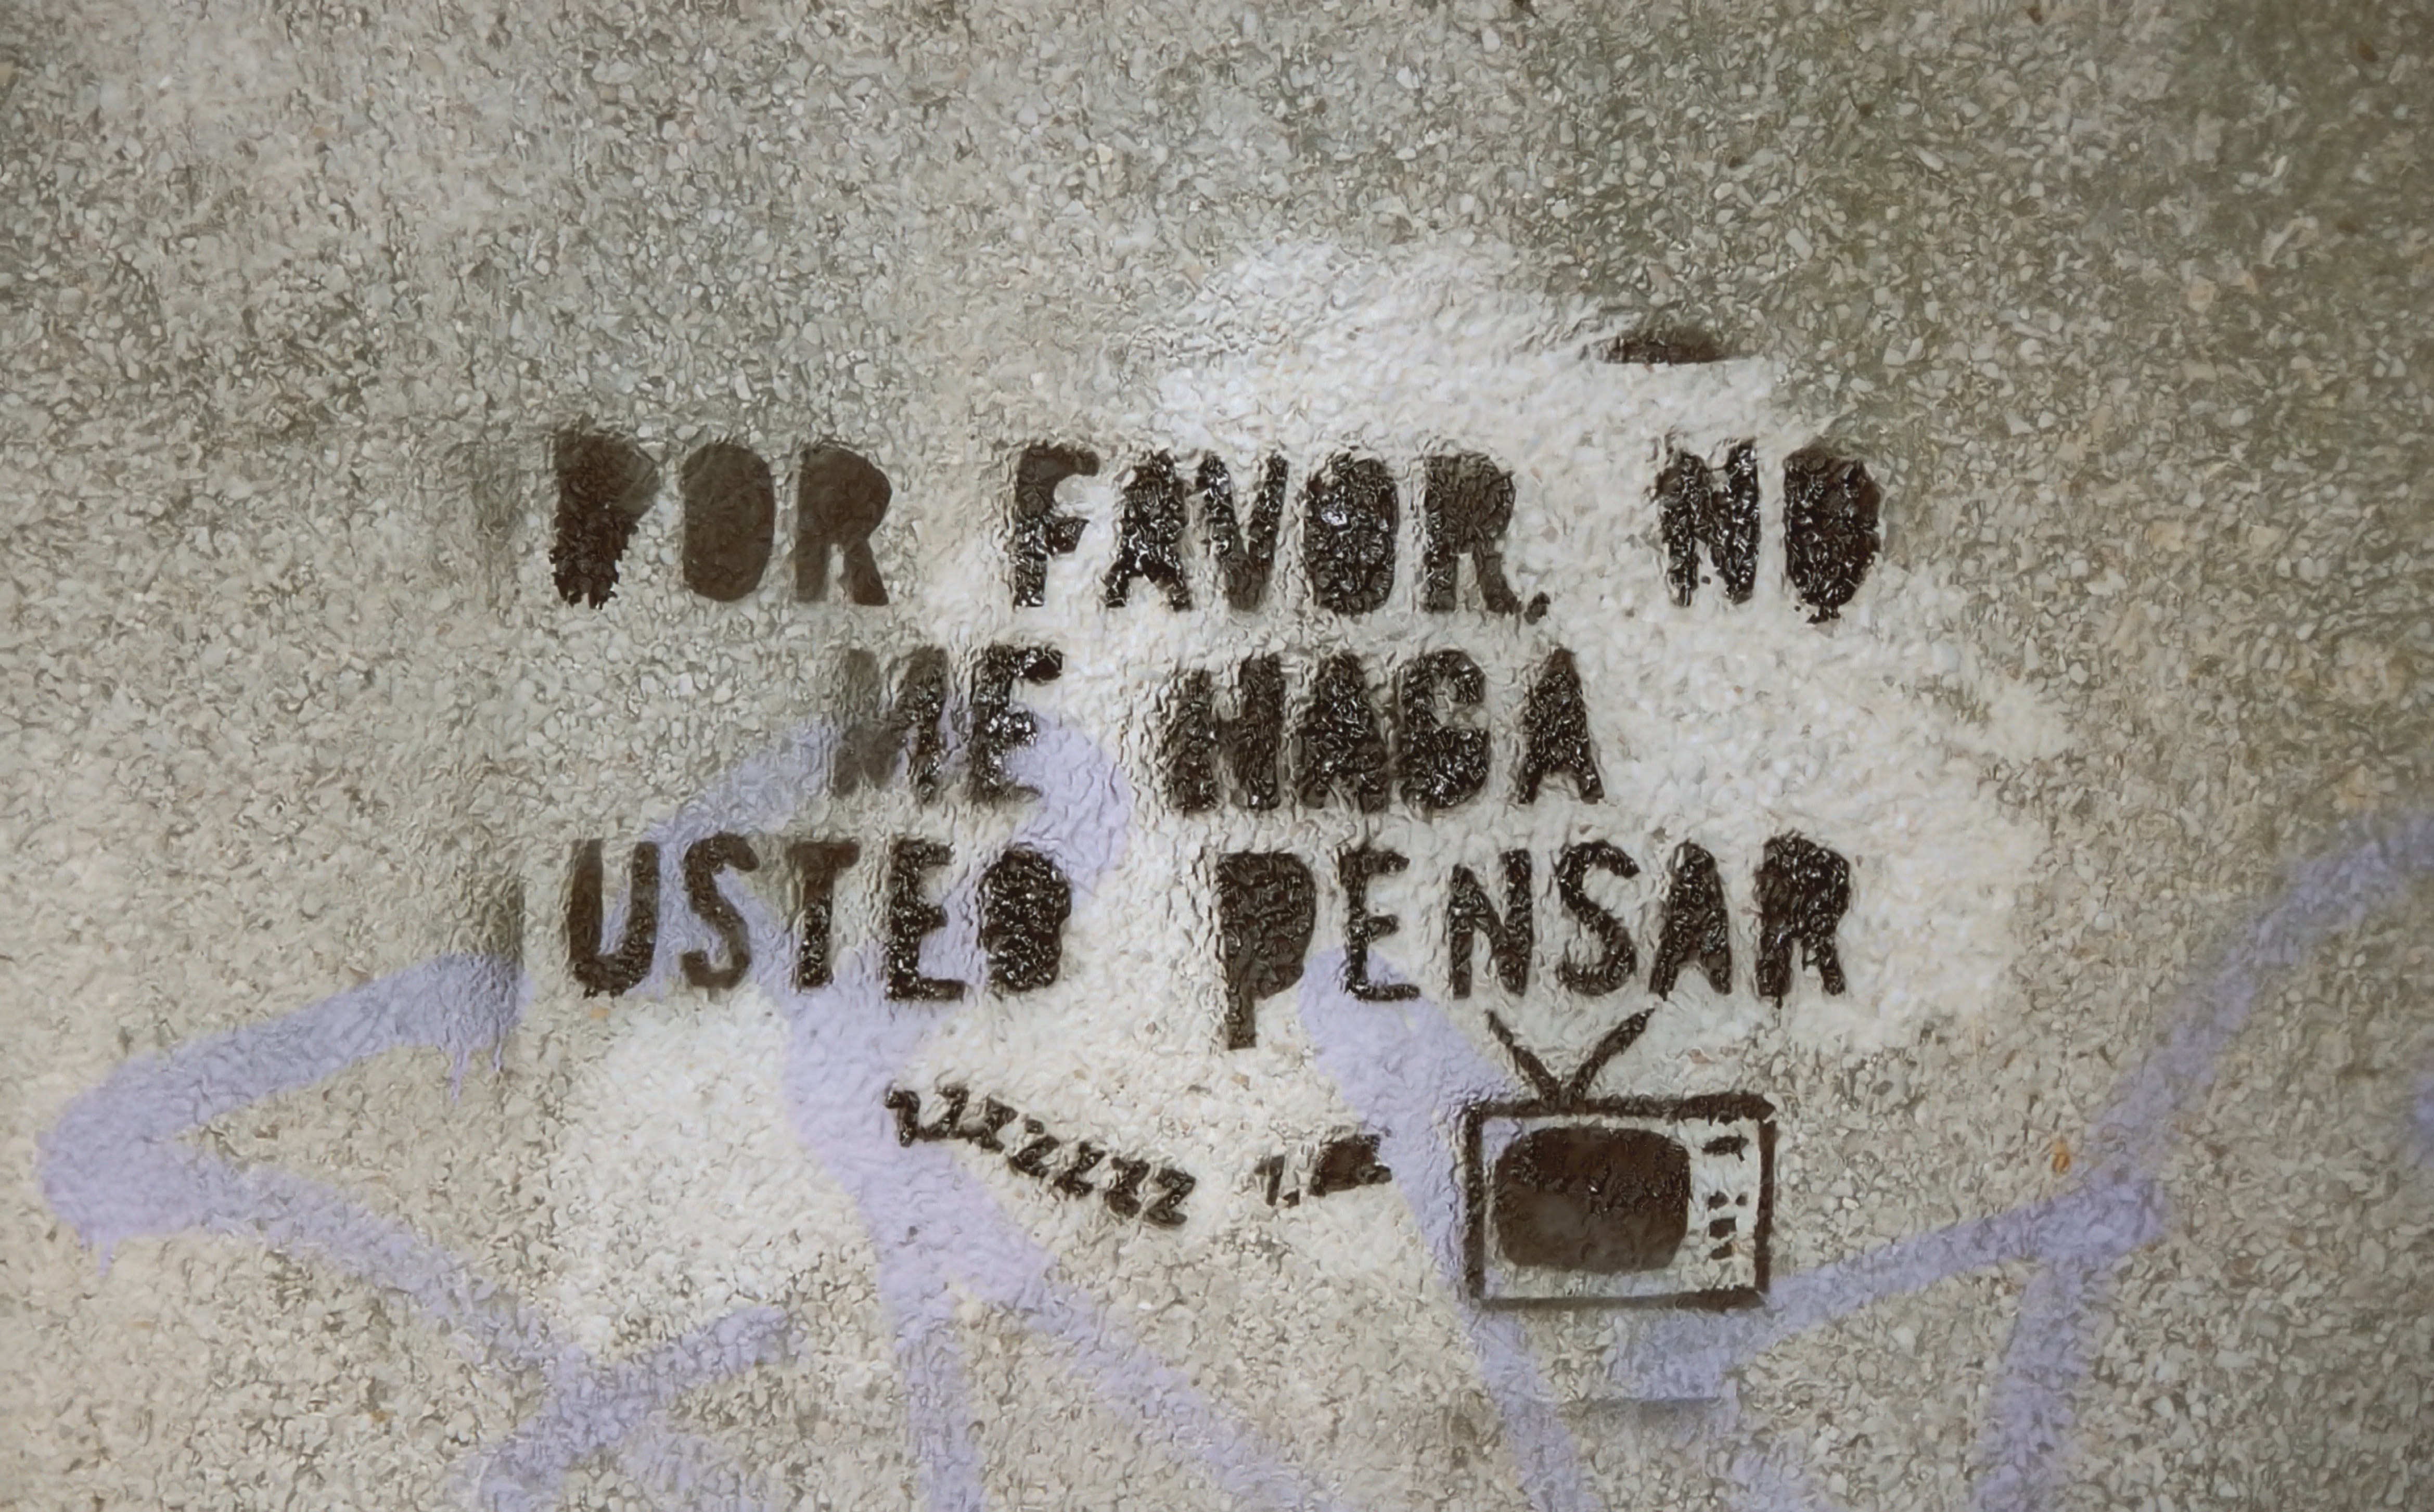 POR FAVOR, NO
ME HAGA
USTED PENSAR